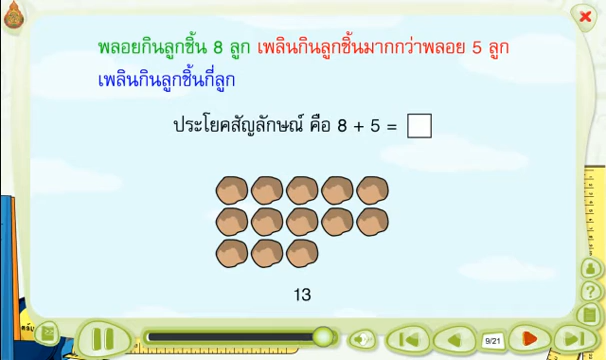 พลอยกินลูกชิ้น 8 ลูก เพลินกินลูกชิ้นมากกว่าพลอย 5 ลูก
เพลินกินลูกชิ้นกี่ลูก
ประโยคสัญลักษณ์ คือ 8 + 5 =
13
9/21